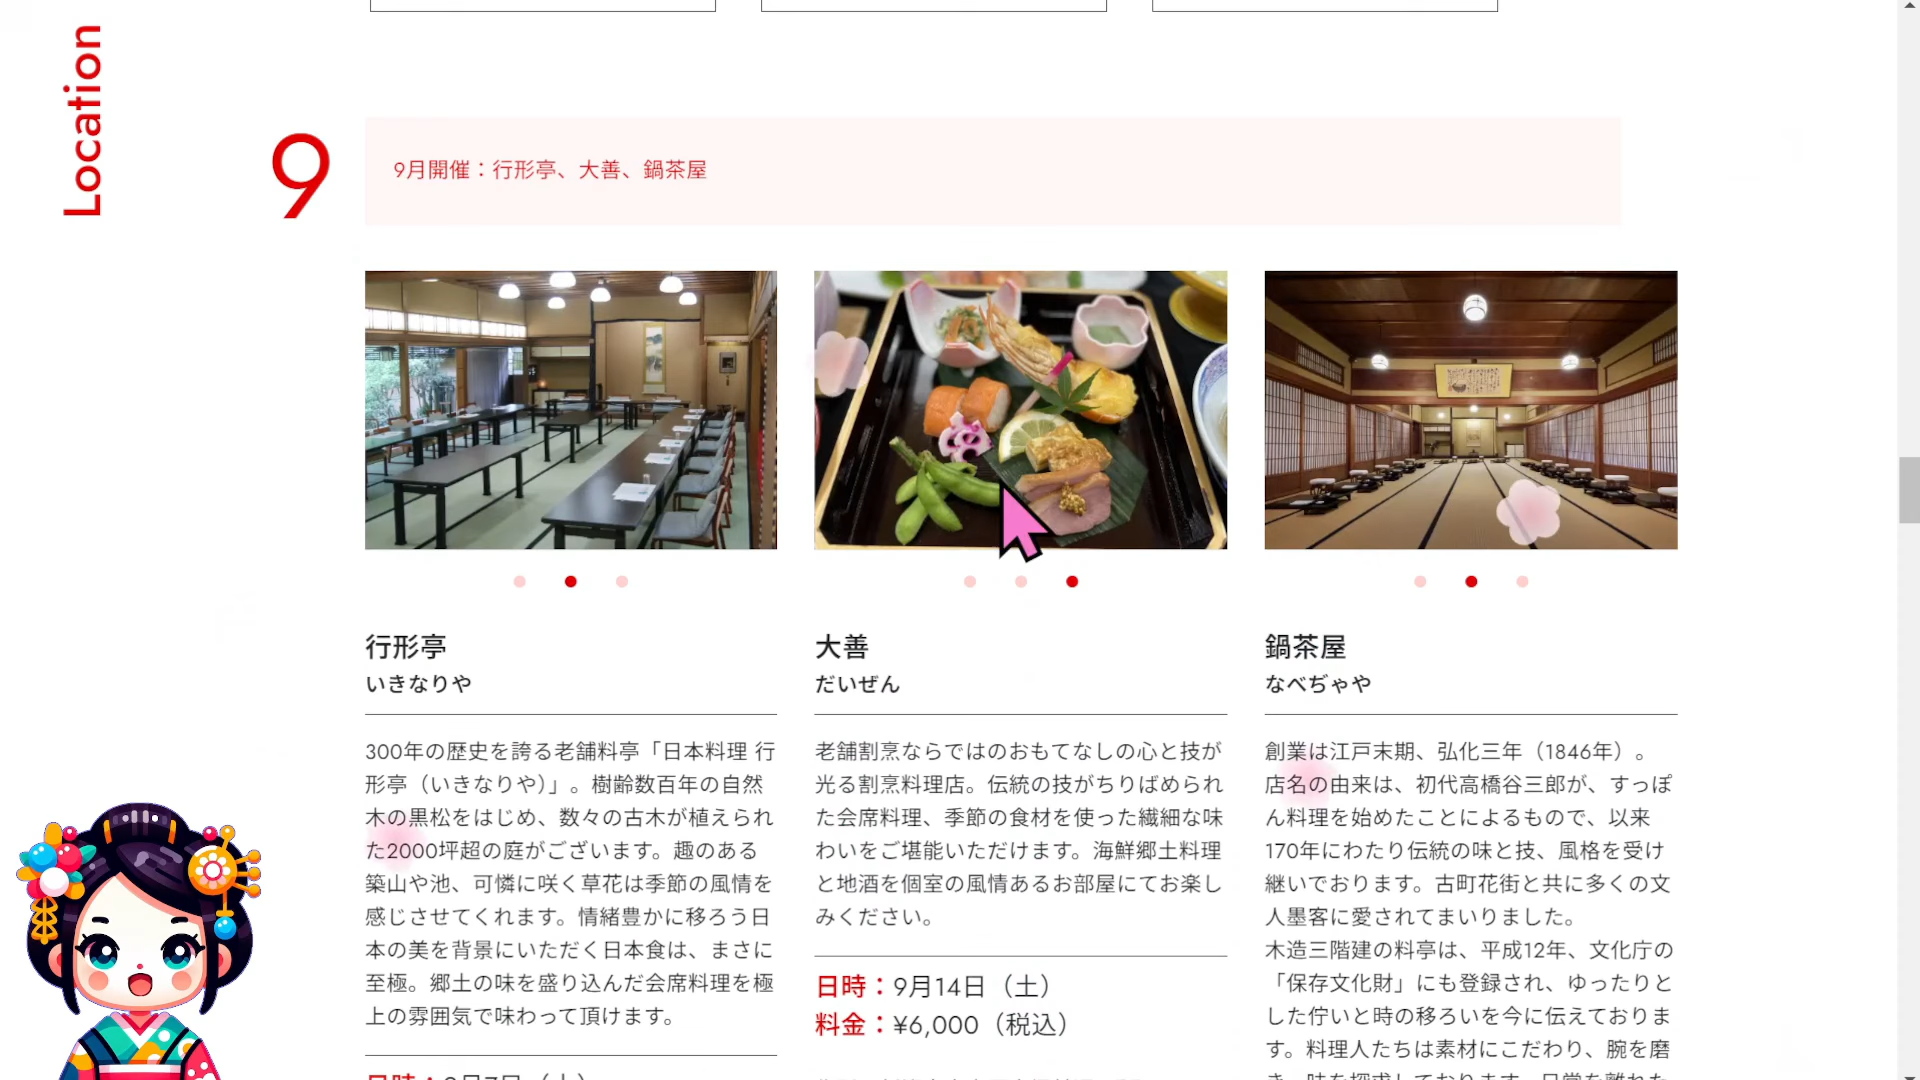 Location
9
9月開催：行形亭、大善、鍋茶屋
行形亭
いきなりや
300年の歴史を誇る老舗料亭「日本料理 行
形亭（いきなりや）」。樹齢数百年の自然
木の黒松をはじめ、数々の古木が植えられ
た2000坪超の庭がございます。趣のある
築山や池、可憐に咲く草花は季節の風情を
感じさせてくれます。情緒豊かに移ろう日
本の美を背景にいただく日本食は、まさに
至極。郷土の味を盛り込んだ会席料理を極
上の雰囲気で味わって頂けます。
大善
だいぜん
老舗割烹ならではのおもてなしの心と技が
光る割烹料理店。伝統の技がちりばめられ
た会席料理、季節の食材を使った繊細な味
わいをご堪能いただけます。海鮮郷土料理
と地酒を個室の風情あるお部屋にてお楽し
みください。
日時：9月14日（土）
料金：¥6,000（税込）
鍋茶屋
なべぢゃや
創業は江戸末期、弘化三年（1846年）。
店名の由来は、初代高橋谷三郎が、すっぽ
ん料理を始めたことによるもので、以来
170年にわたり伝統の味と技、風格を受け
継いでおります。古町花街と共に多くの文
人墨客に愛されてまいりました。
木造三階建の料亭は、平成12年、文化庁の
「保存文化財」にも登録され、ゆったりと
した佇いと時の移ろいを今に伝えておりま
す。料理人たちは素材にこだわり、腕を磨